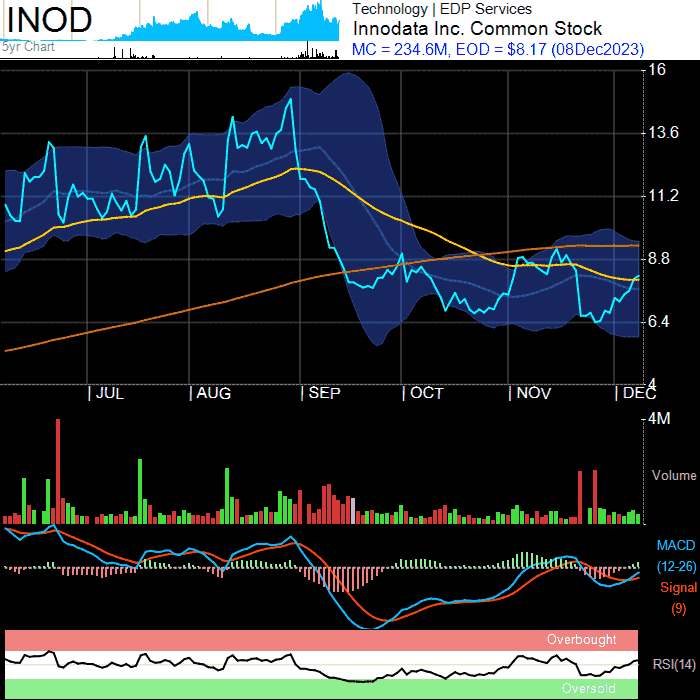 INOD
Technology | EDP Services
Innodata Inc. Common Stock
5yr Chart
MC = 234.6M, EOD = $8.17 (08Dec2023)
16
13.6
11.2
8.8
6.4
4
| JUL | AUG | SEP | OCT | NOV | DEC
4M
Volume
MACD
(12-26)
Signal
(9)
Overbought
RSI(14)
Oversold